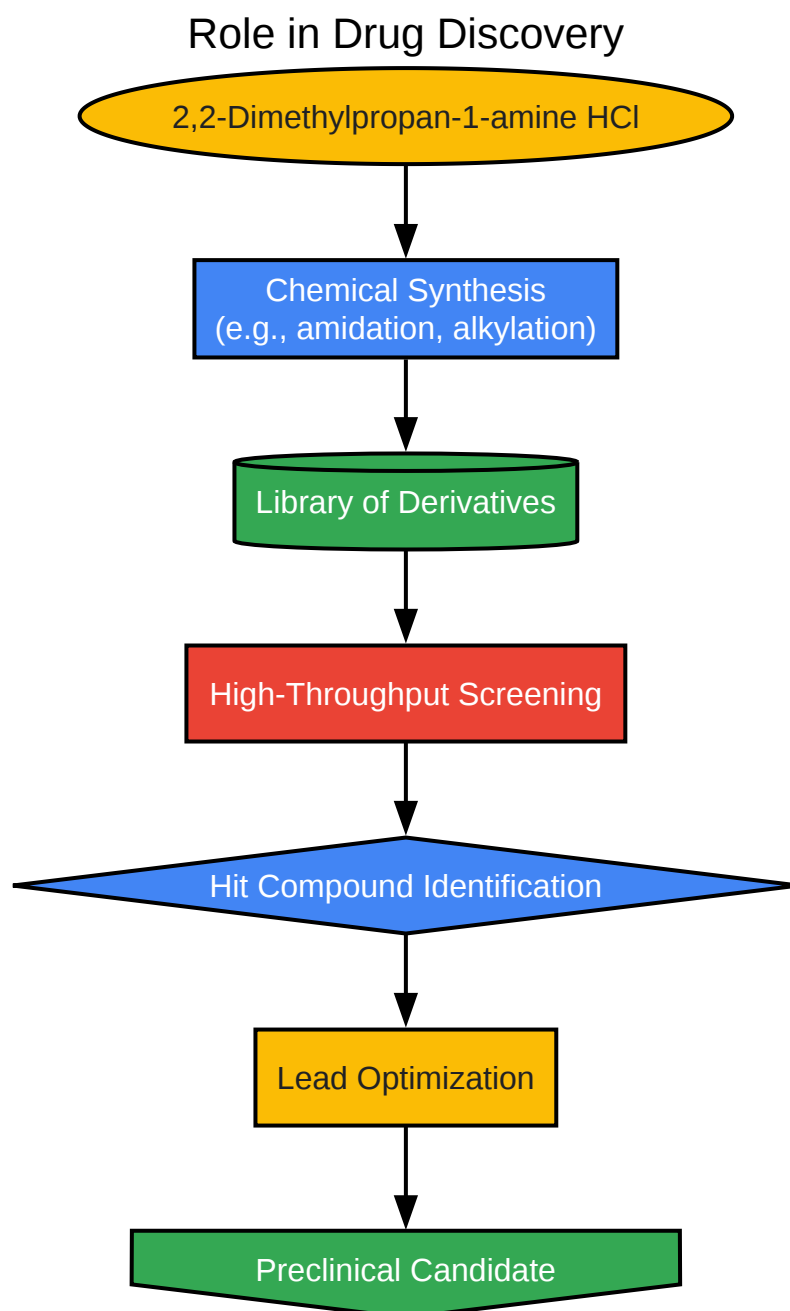 Role in Drug Discovery
2,2-Dimethylpropan-1-amine HCl
Chemical Synthesis
(e.g., amidation, alkylation)
Library of Derivatives
High-Throughput Screening
Hit Compound Identification
Lead Optimization
Preclinical Candidate